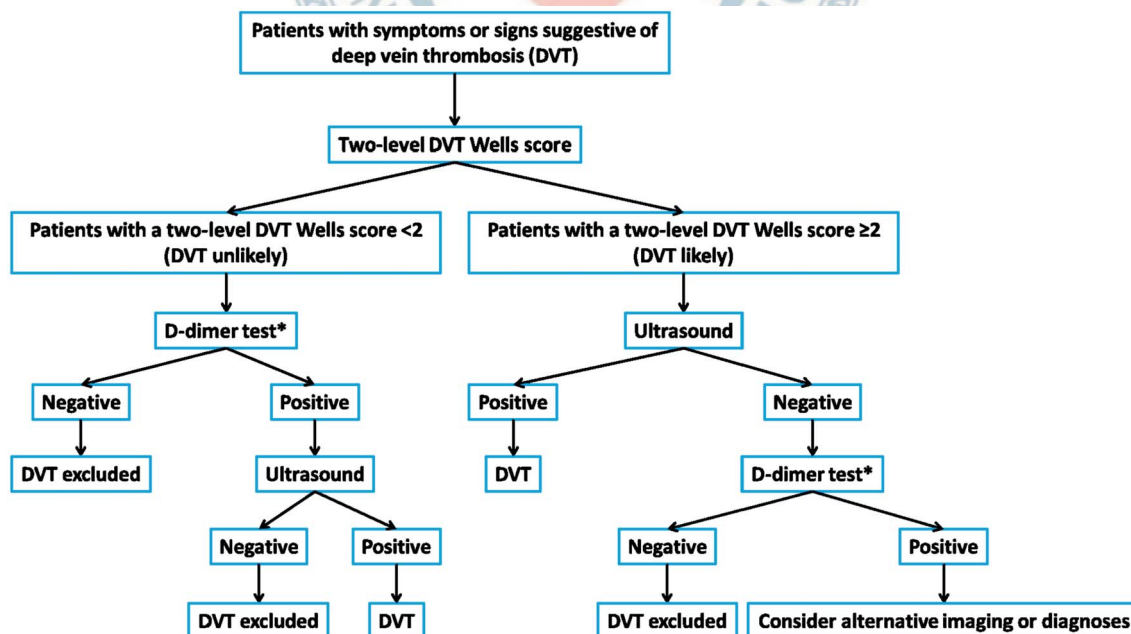 Patients with symptoms or signs suggestive of
deep vein thrombosis (DVT)
Two-level DVT Wells score
Patients with a two-level DVT Wells score <2
(DVT unlikely)
Patients with a two-level DVT Wells score ≥2
(DVT likely)
D-dimer test*
Ultrasound
Negative
Positive
Positive
Negative
DVT excluded
Ultrasound
DVT
D-dimer test*
Negative
Positive
Negative
Positive
DVT excluded
DVT
DVT excluded
Consider alternative imaging or diagnoses